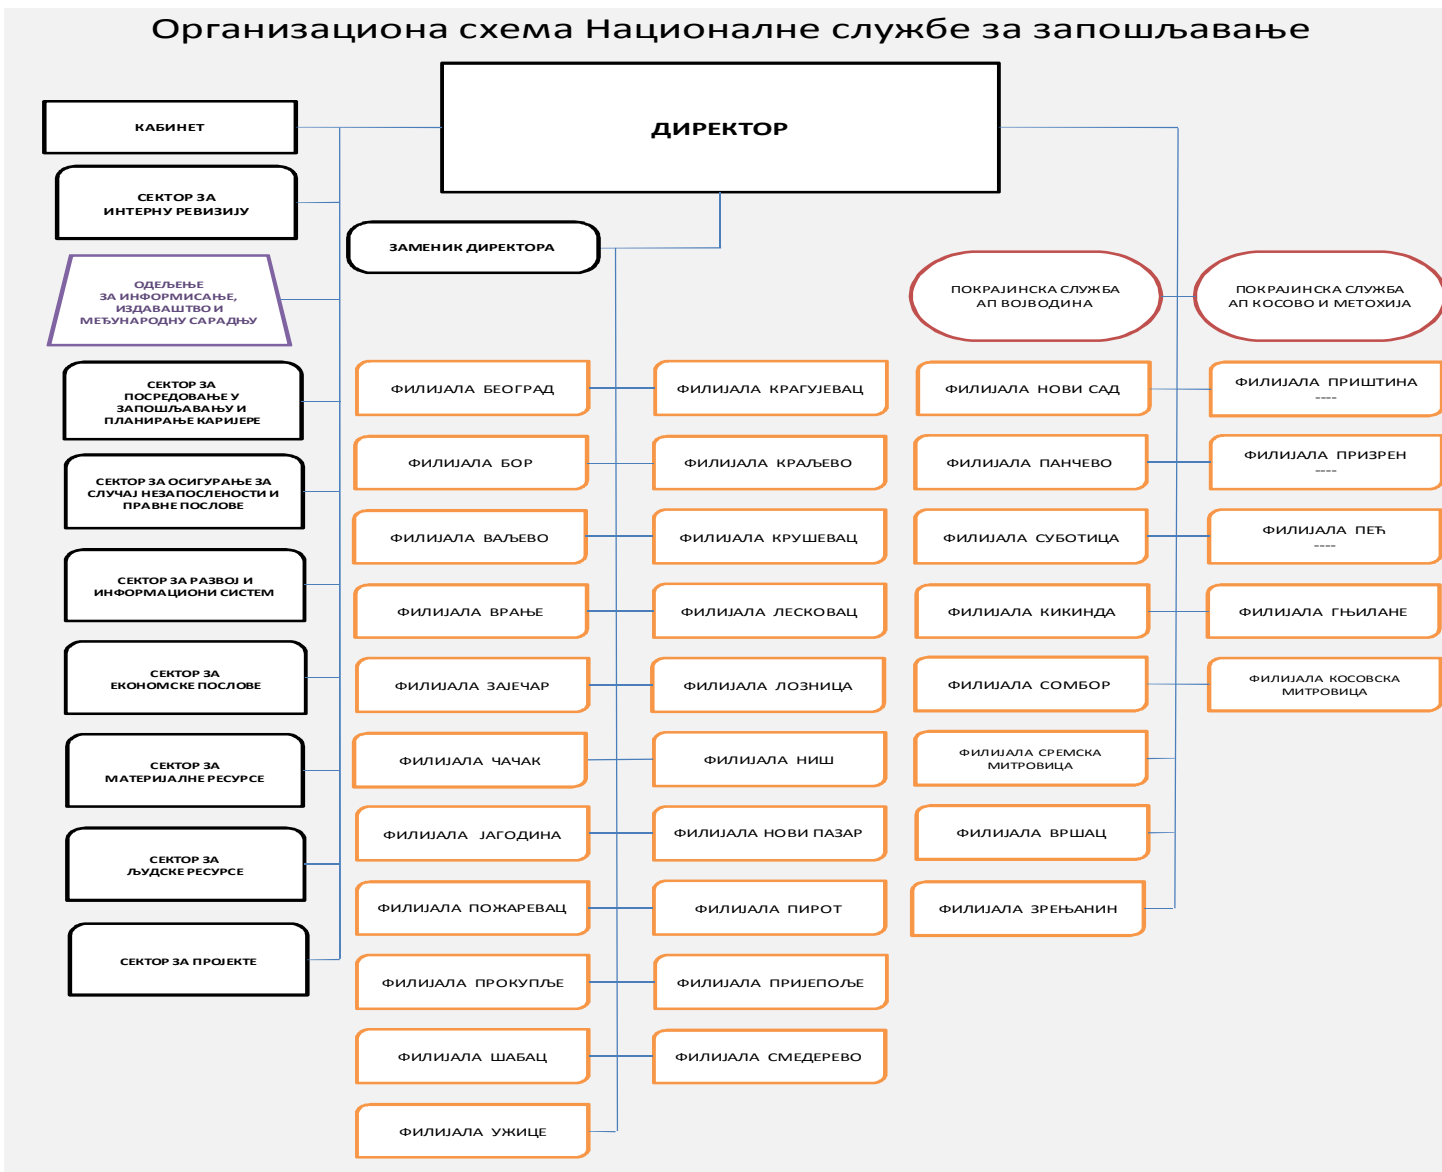 Организациона схема Националне службе за запошљавање
ДИРЕКТОР
КАБИНЕТ
СЕКТОР ЗА
ИНТЕРНУ РЕВИЗИЈУ
ЗАМЕНИК ДИРЕКТОРА
ОДЕЉЕЊЕ
ЗА ИНФОРМИСАЊЕ,
ИЗДАВАШТВО И
МЕЂУНАРОДНУ САРАДЊУ
СЕКТОР ЗА
ПОСРЕДОВАЊЕ У
ЗАПОШЉАВАЊУ И
ПЛАНИРАЊЕ КАРИЈЕРЕ
СЕКТОР ЗА ОСИГУРАЊЕ ЗА
СЛУЧАЈ НЕЗАПОСЛЕНОСТИ И
ПРАВНЕ ПОСЛОВЕ
СЕКТОР ЗА РАЗВОЈ И
ИНФОРМАЦИОНИ СИСТЕМ
СЕКТОР ЗА
ЕКОНОМСКЕ ПОСЛОВЕ
СЕКТОР ЗА
МАТЕРИЈАЛНЕ РЕСУРСЕ
СЕКТОР ЗА
ЉУДСКЕ РЕСУРСЕ
СЕКТОР ЗА ПРОЈЕКТЕ
ФИЛИЈАЛА БЕОГРАД
ФИЛИЈАЛА БОР
ФИЛИЈАЛА ВАЉЕВО
ФИЛИЈАЛА ВРАЊЕ
ФИЛИЈАЛА ЗАЈЕЧАР
ФИЛИЈАЛА ЧАЧАК
ФИЛИЈАЛА ЈАГОДИНА
ФИЛИЈАЛА ПОЖАРЕВАЦ
ФИЛИЈАЛА ПРОКУПЉЕ
ФИЛИЈАЛА ШАБАЦ
ФИЛИЈАЛА УЖИЦЕ
ФИЛИЈАЛА КРАГУЈЕВАЦ
ФИЛИЈАЛА КРАЉЕВО
ФИЛИЈАЛА КРУШЕВАЦ
ФИЛИЈАЛА ЛЕСКОВАЦ
ФИЛИЈАЛА ЛОЗНИЦА
ФИЛИЈАЛА НИШ
ФИЛИЈАЛА НОВИ ПАЗАР
ФИЛИЈАЛА ПИРОТ
ФИЛИЈАЛА ПРИЈЕПОЉЕ
ФИЛИЈАЛА СМЕДЕРЕВО
ПОКРАЈИНСКА СЛУЖБА
АП ВОЈВОДИНА
ФИЛИЈАЛА НОВИ САД
ФИЛИЈАЛА ПАНЧЕВО
ФИЛИЈАЛА СУБОТИЦА
ФИЛИЈАЛА КИКИНДА
ФИЛИЈАЛА СОМБОР
ФИЛИЈАЛА СРЕМСКА
МИТРОВИЦА
ФИЛИЈАЛА ВРШАЦ
ФИЛИЈАЛА ЗРЕЊАНИН
ПОКРАЈИНСКА СЛУЖБА
АП КОСОВО И МЕТОХИЈА
ФИЛИЈАЛА ПРИШТИНА
----
ФИЛИЈАЛА ПРИЗРЕН
----
ФИЛИЈАЛА ПЕЋ
----
ФИЛИЈАЛА ГЊИЛАНЕ
ФИЛИЈАЛА КОСОВСКА
МИТРОВИЦА